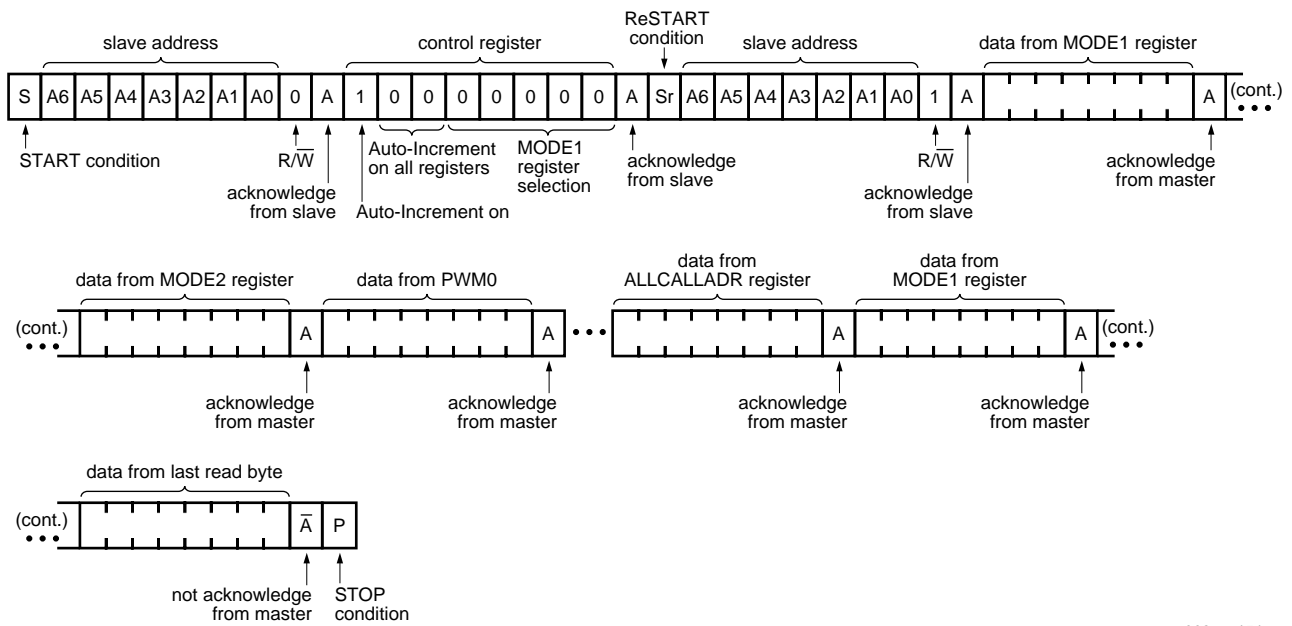 ReSTART
condition
slave address
control register
slave address
data from MODE1 register
S A6 A5 A4 A3 A2 A1 A0 0 A 1 0 0 0 0 0 0 0 A Sr A6 A5 A4 A3 A2 A1 A0 1 A A (cont.)
START condition
R/W̅
acknowledge
from slave
Auto-Increment
on all registers
Auto-Increment on
MODE1
register
selection
acknowledge
from slave
R/W̅
acknowledge
from slave
acknowledge
from master
data from MODE2 register
data from PWM0
data from
ALLCALLADR register
data from
MODE1 register
(cont.) A A A A (cont.)
acknowledge
from master
acknowledge
from master
acknowledge
from master
acknowledge
from master
data from last read byte
(cont.) A̅ P
not acknowledge
from master
STOP
condition